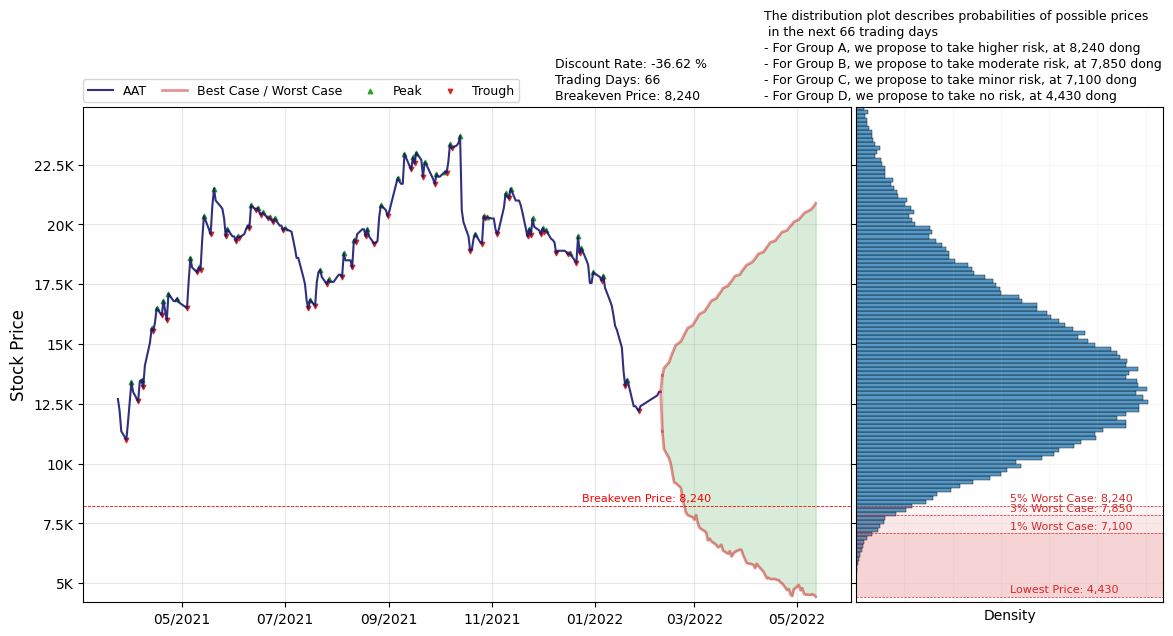 The distribution plot describes probabilities of possible prices
in the next 66 trading days
- For Group A, we propose to take higher risk, at 8,240 dong
- For Group B, we propose to take moderate risk, at 7,850 dong
- For Group C, we propose to take minor risk, at 7,100 dong
- For Group D, we propose to take no risk, at 4,430 dong
Discount Rate: -36.62 %
Trading Days: 66
Breakeven Price: 8,240
AAT
Best Case / Worst Case
Peak
Trough
Stock Price
22.5K
20K
17.5K
15K
12.5K
10K
7.5K
5K
Breakeven Price: 8,240
05/2021
07/2021
09/2021
11/2021
01/2022
03/2022
05/2022
5% Worst Case: 8,240
3% Worst Case: 7,850
1% Worst Case: 7,100
Lowest Price: 4,430
Density